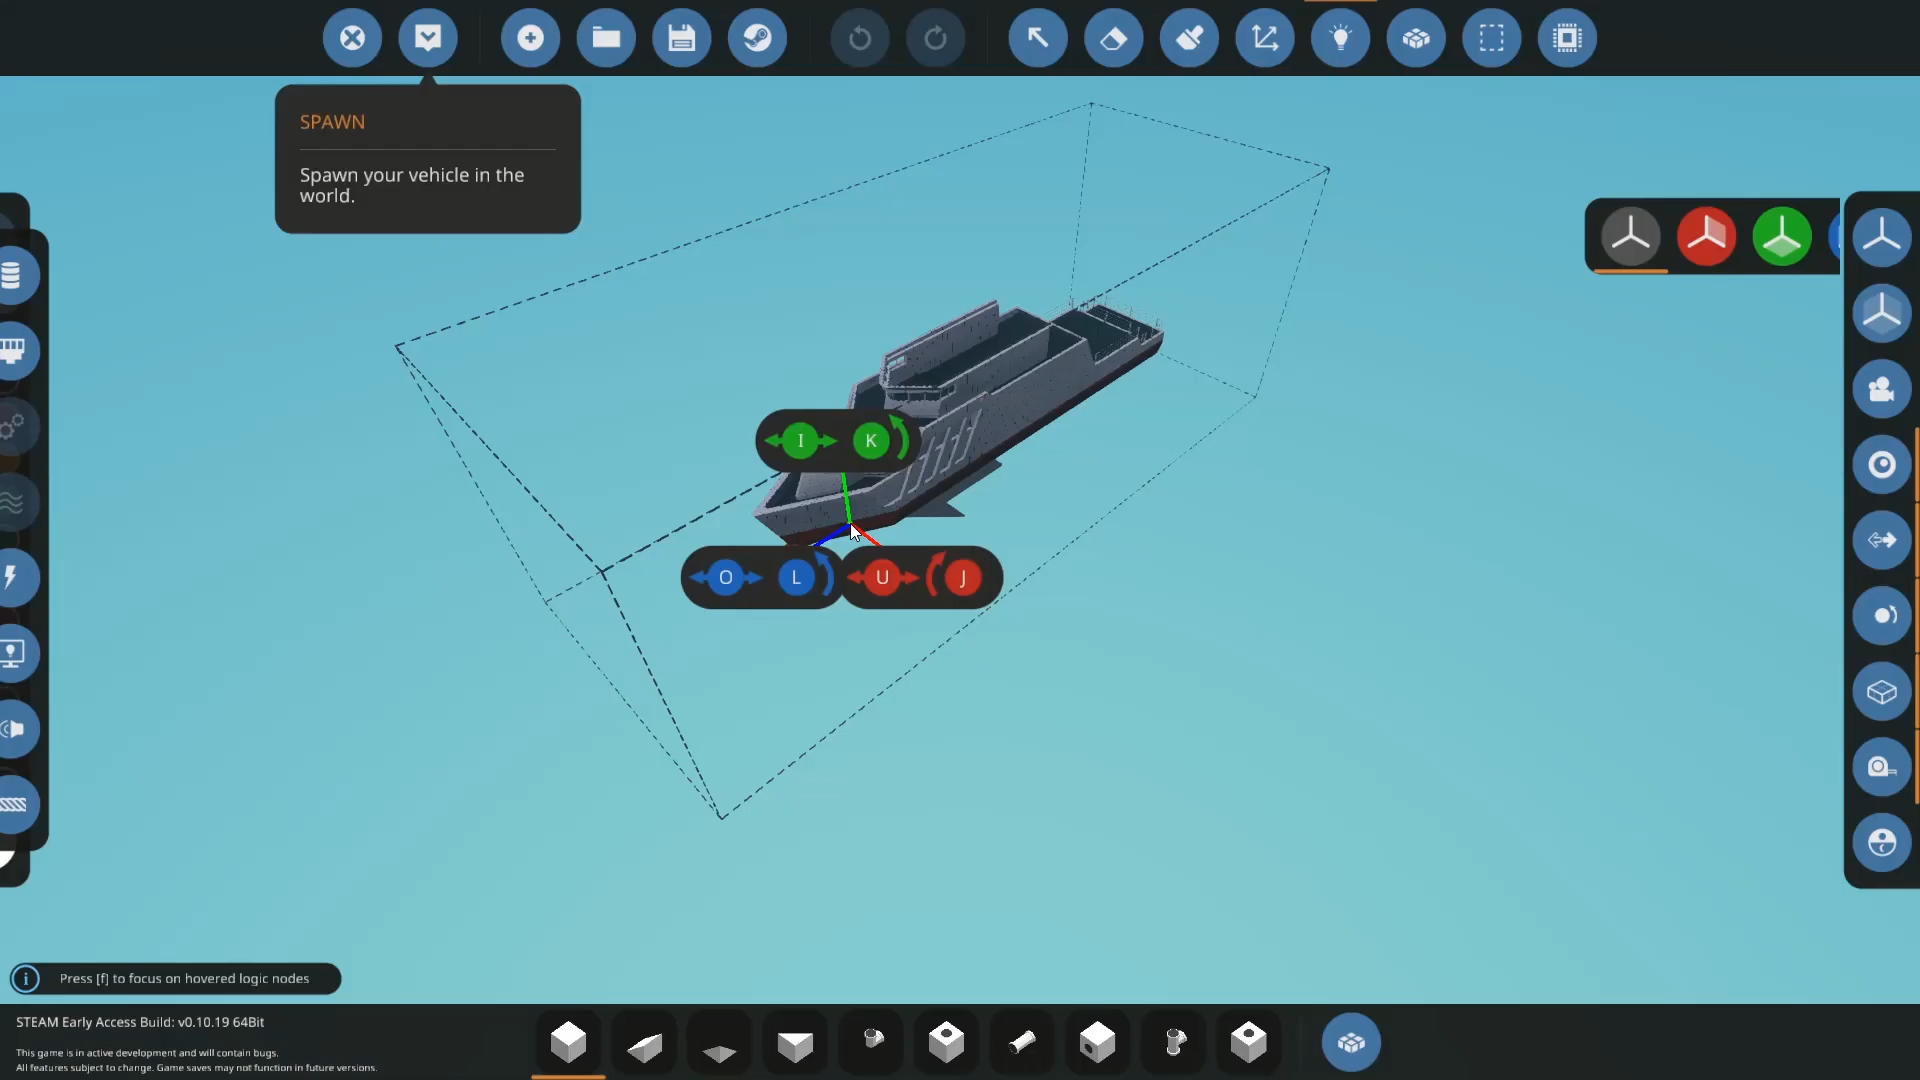 SPAWN
Spawn your vehicle in the
world.
I K
O L U J
Press [f] to focus on hovered logic nodes
STEAM Early Access Build: v0.10.19 64Bit
This game is in active development and will contain bugs.
All features subject to change. Game saves may not function in future versions.